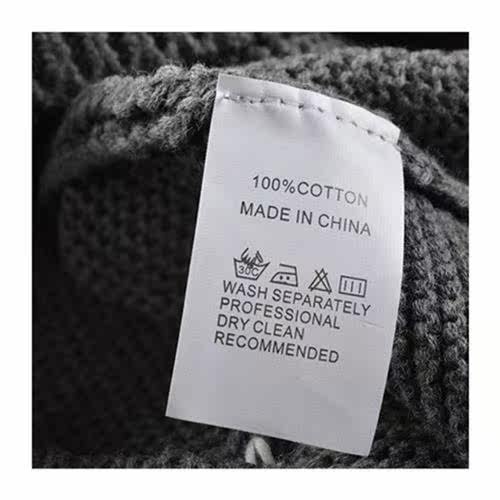 100%COTTON
MADE IN CHINA
30C
WASH SEPARATELY
PROFESSIONAL
DRY CLEAN
RECOMMENDED